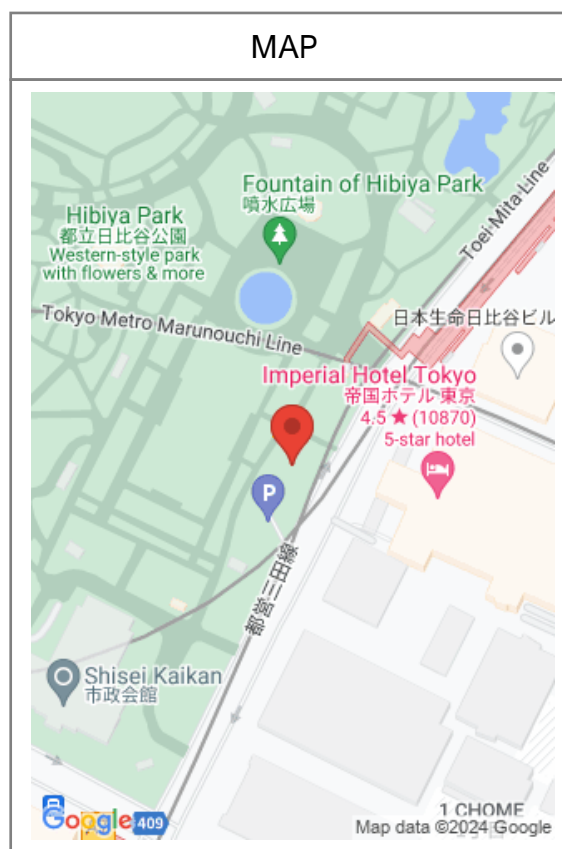 MAP
Fountain of Hibiya Park
噴水広場
Hibiya Park
都立日比谷公園
Western-style park
with flowers & more
Toei Mita Line
Tokyo Metro Marunouchi Line
日本生命日比谷ビル
Imperial Hotel Tokyo
帝国ホテル 東京
4.5 ★ (10870)
5-star hotel
P
都営三田線
Shisei Kaikan
市政会館
1 CHOME
Google
409
Map data ©2024 Google